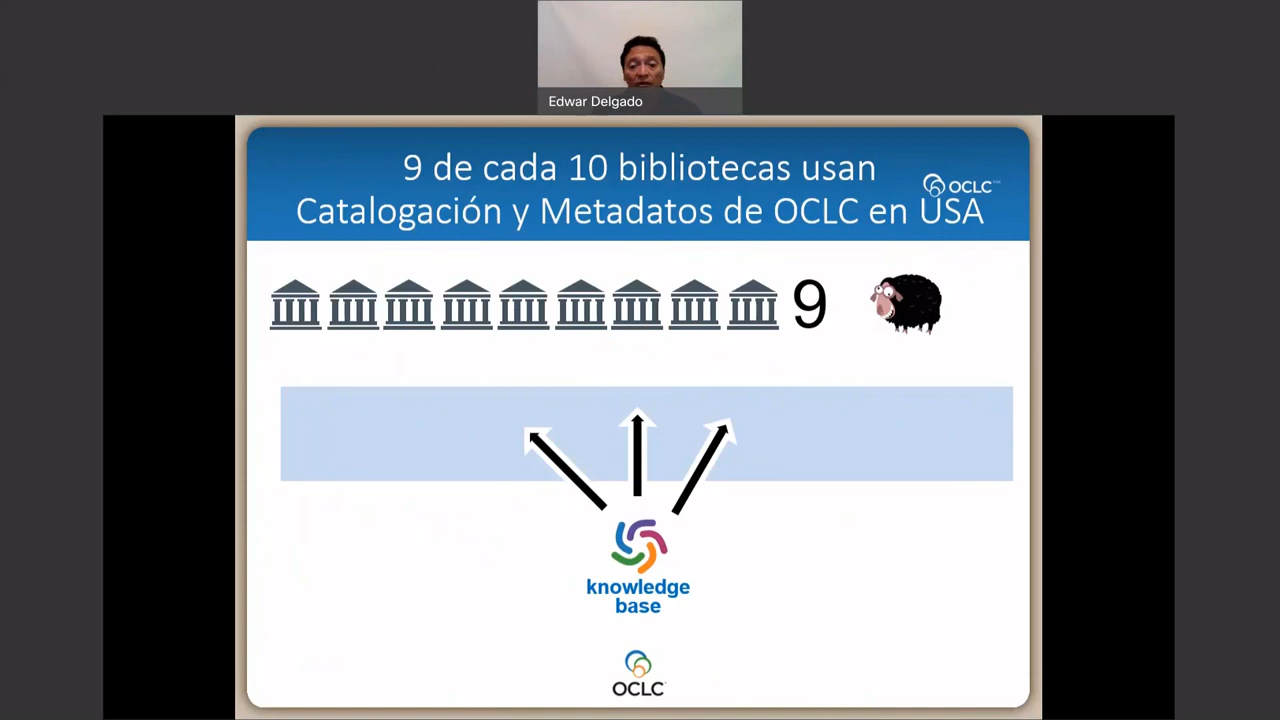 Edwar Delgado
9 de cada 10 bibliotecas usan
Catalogación y Metadatos de OCLC en USA
OCLC
9
knowledge
base
OCLC